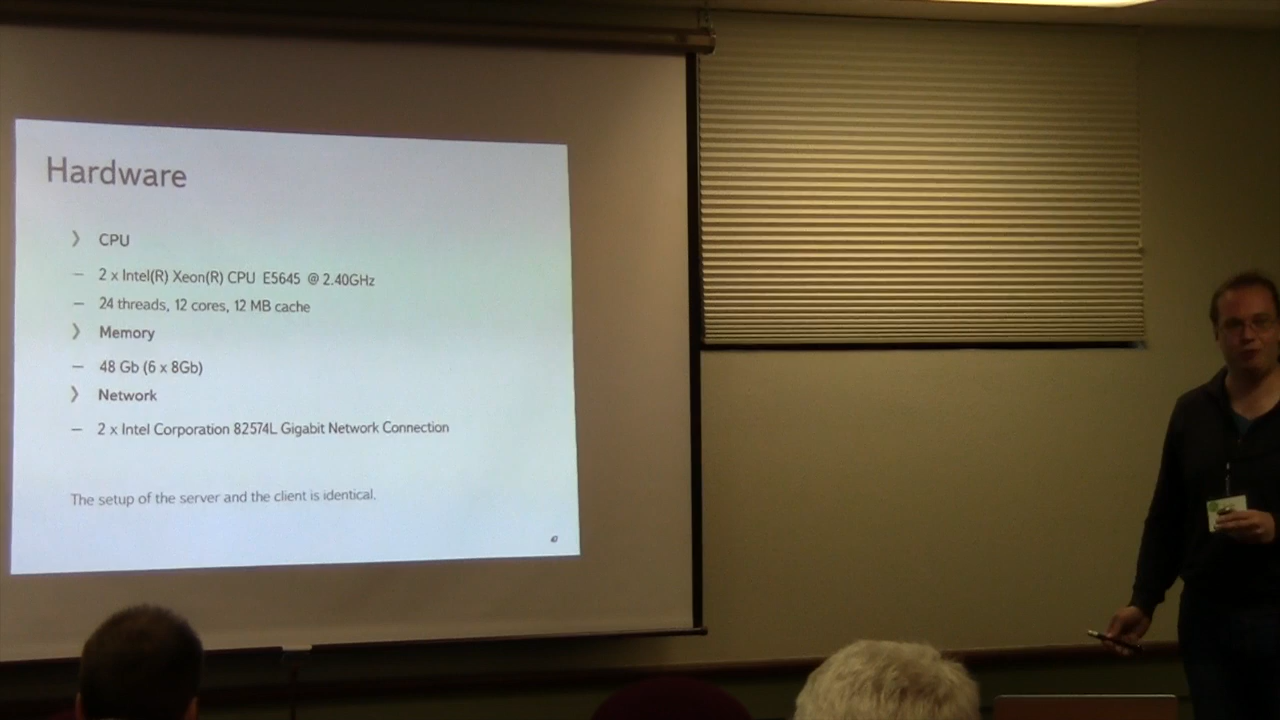 Hardware
》 CPU
— 2 x Intel(R) Xeon(R) CPU E5645 @ 2.40GHz
— 24 threads, 12 cores, 12 MB cache
》 Memory
— 48 Gb (6 x 8Gb)
》 Network
— 2 x Intel Corporation 82574L Gigabit Network Connection
The setup of the server and the client is identical.